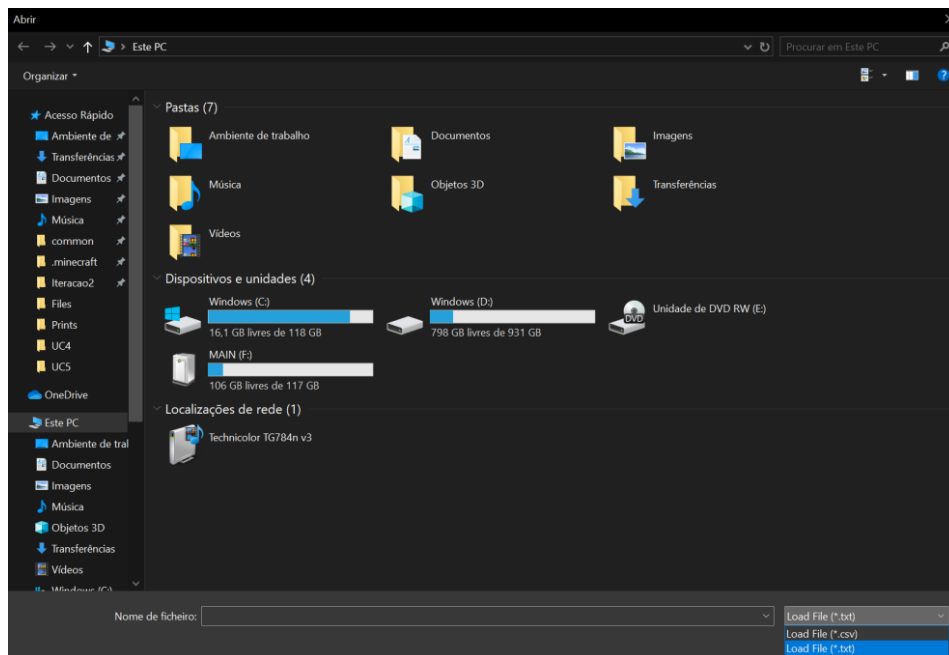 Abrir
Este PC
Procurar em Este PC
Organizar
Acesso Rápido
Ambiente de
Transferências
Documentos
Imagens
Música
common
.minecraft
Iteracao2
Files
Prints
UC4
UC5
OneDrive
Este PC
Ambiente de tral
Documentos
Imagens
Música
Objetos 3D
Transferências
Vídeos
Windows (C:)
Pastas (7)
Ambiente de trabalho
Documentos
Imagens
Música
Objetos 3D
Transferências
Vídeos
Dispositivos e unidades (4)
Windows (C:)
16,1 GB livres de 118 GB
Windows (D:)
798 GB livres de 931 GB
DVD
Unidade de DVD RW (E:)
MAIN (F:)
106 GB livres de 117 GB
Localizações de rede (1)
Technicolor TG784n v3
Nome de ficheiro:
Load File (*.txt)
Load File (*.csv)
Load File (*.txt)